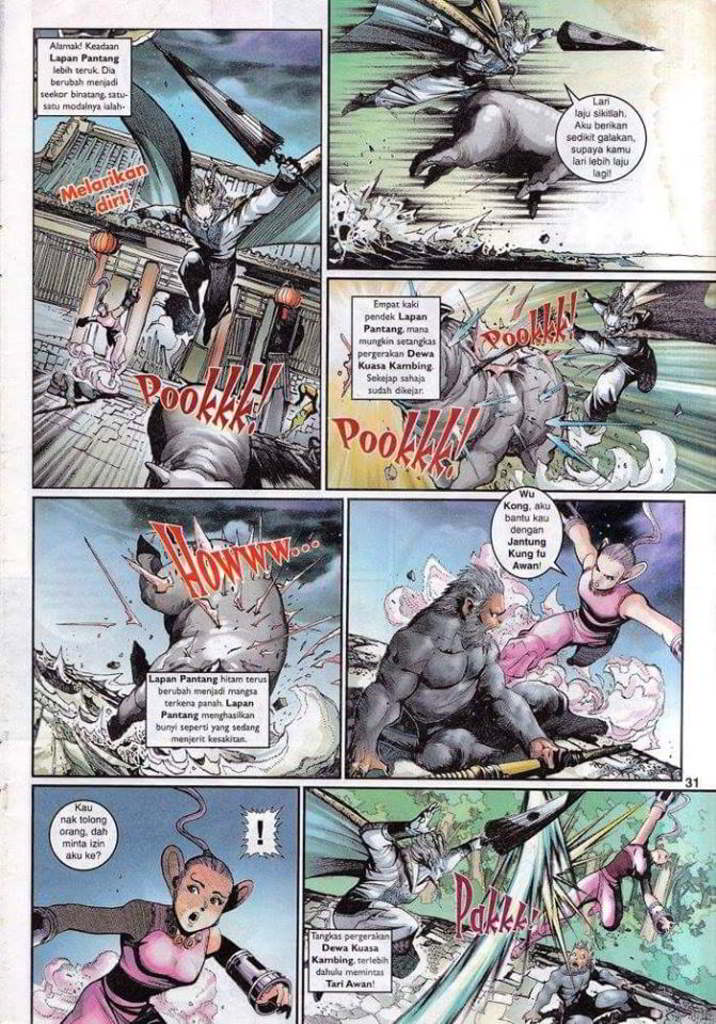 Alamak! Keadaan
Lapan Pantang
lebih teruk. Dia
berubah menjadi
seekor binatang, satu-
satu modalnya ialah-
Melarikan
diri!
Pookkk!
Lari
laju sikitlah.
Aku berikan
sedikit galakan,
supaya kamu
lari lebih laju
lagi!
Empat kaki
pendek Lapan
Pantang, mana
mungkin setangkas
pergerakan Dewa
Kuasa Kambing.
Sekejap sahaja
sudah dikejar.
Pookkk!
Pookkk!
Howww...
Lapan Pantang hitam terus
berubah menjadi mangsa
terkena panah. Lapan
Pantang menghasilkan
bunyi seperti yang sedang
menjerit kesakitan.
Wu
Kong, aku
bantu kau
dengan
Jantung
Kung fu
Awan!
31
Kau
nak tolong
orang, dah
minta izin
aku ke?
!
Pakkk!
Tangkas pergerakan
Dewa Kuasa
Kambing, terlebih
dahulu memintas
Tari Awan!